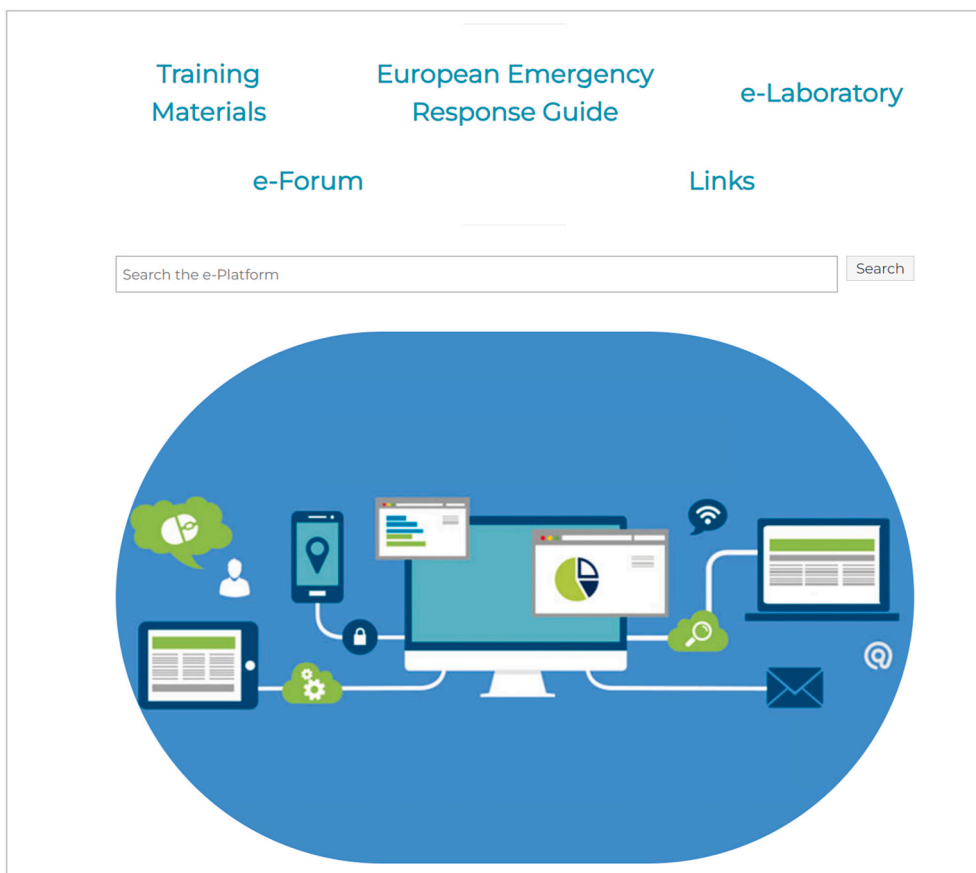 Training
Materials
European Emergency
Response Guide
e-Laboratory
e-Forum
Links
Search the e-Platform
Search
@